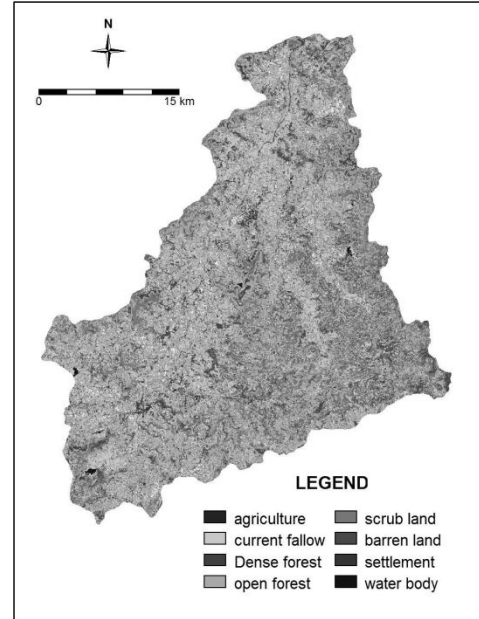 N
0 15 km
LEGEND
agriculture scrub land
current fallow barren land
Dense forest settlement
open forest water body